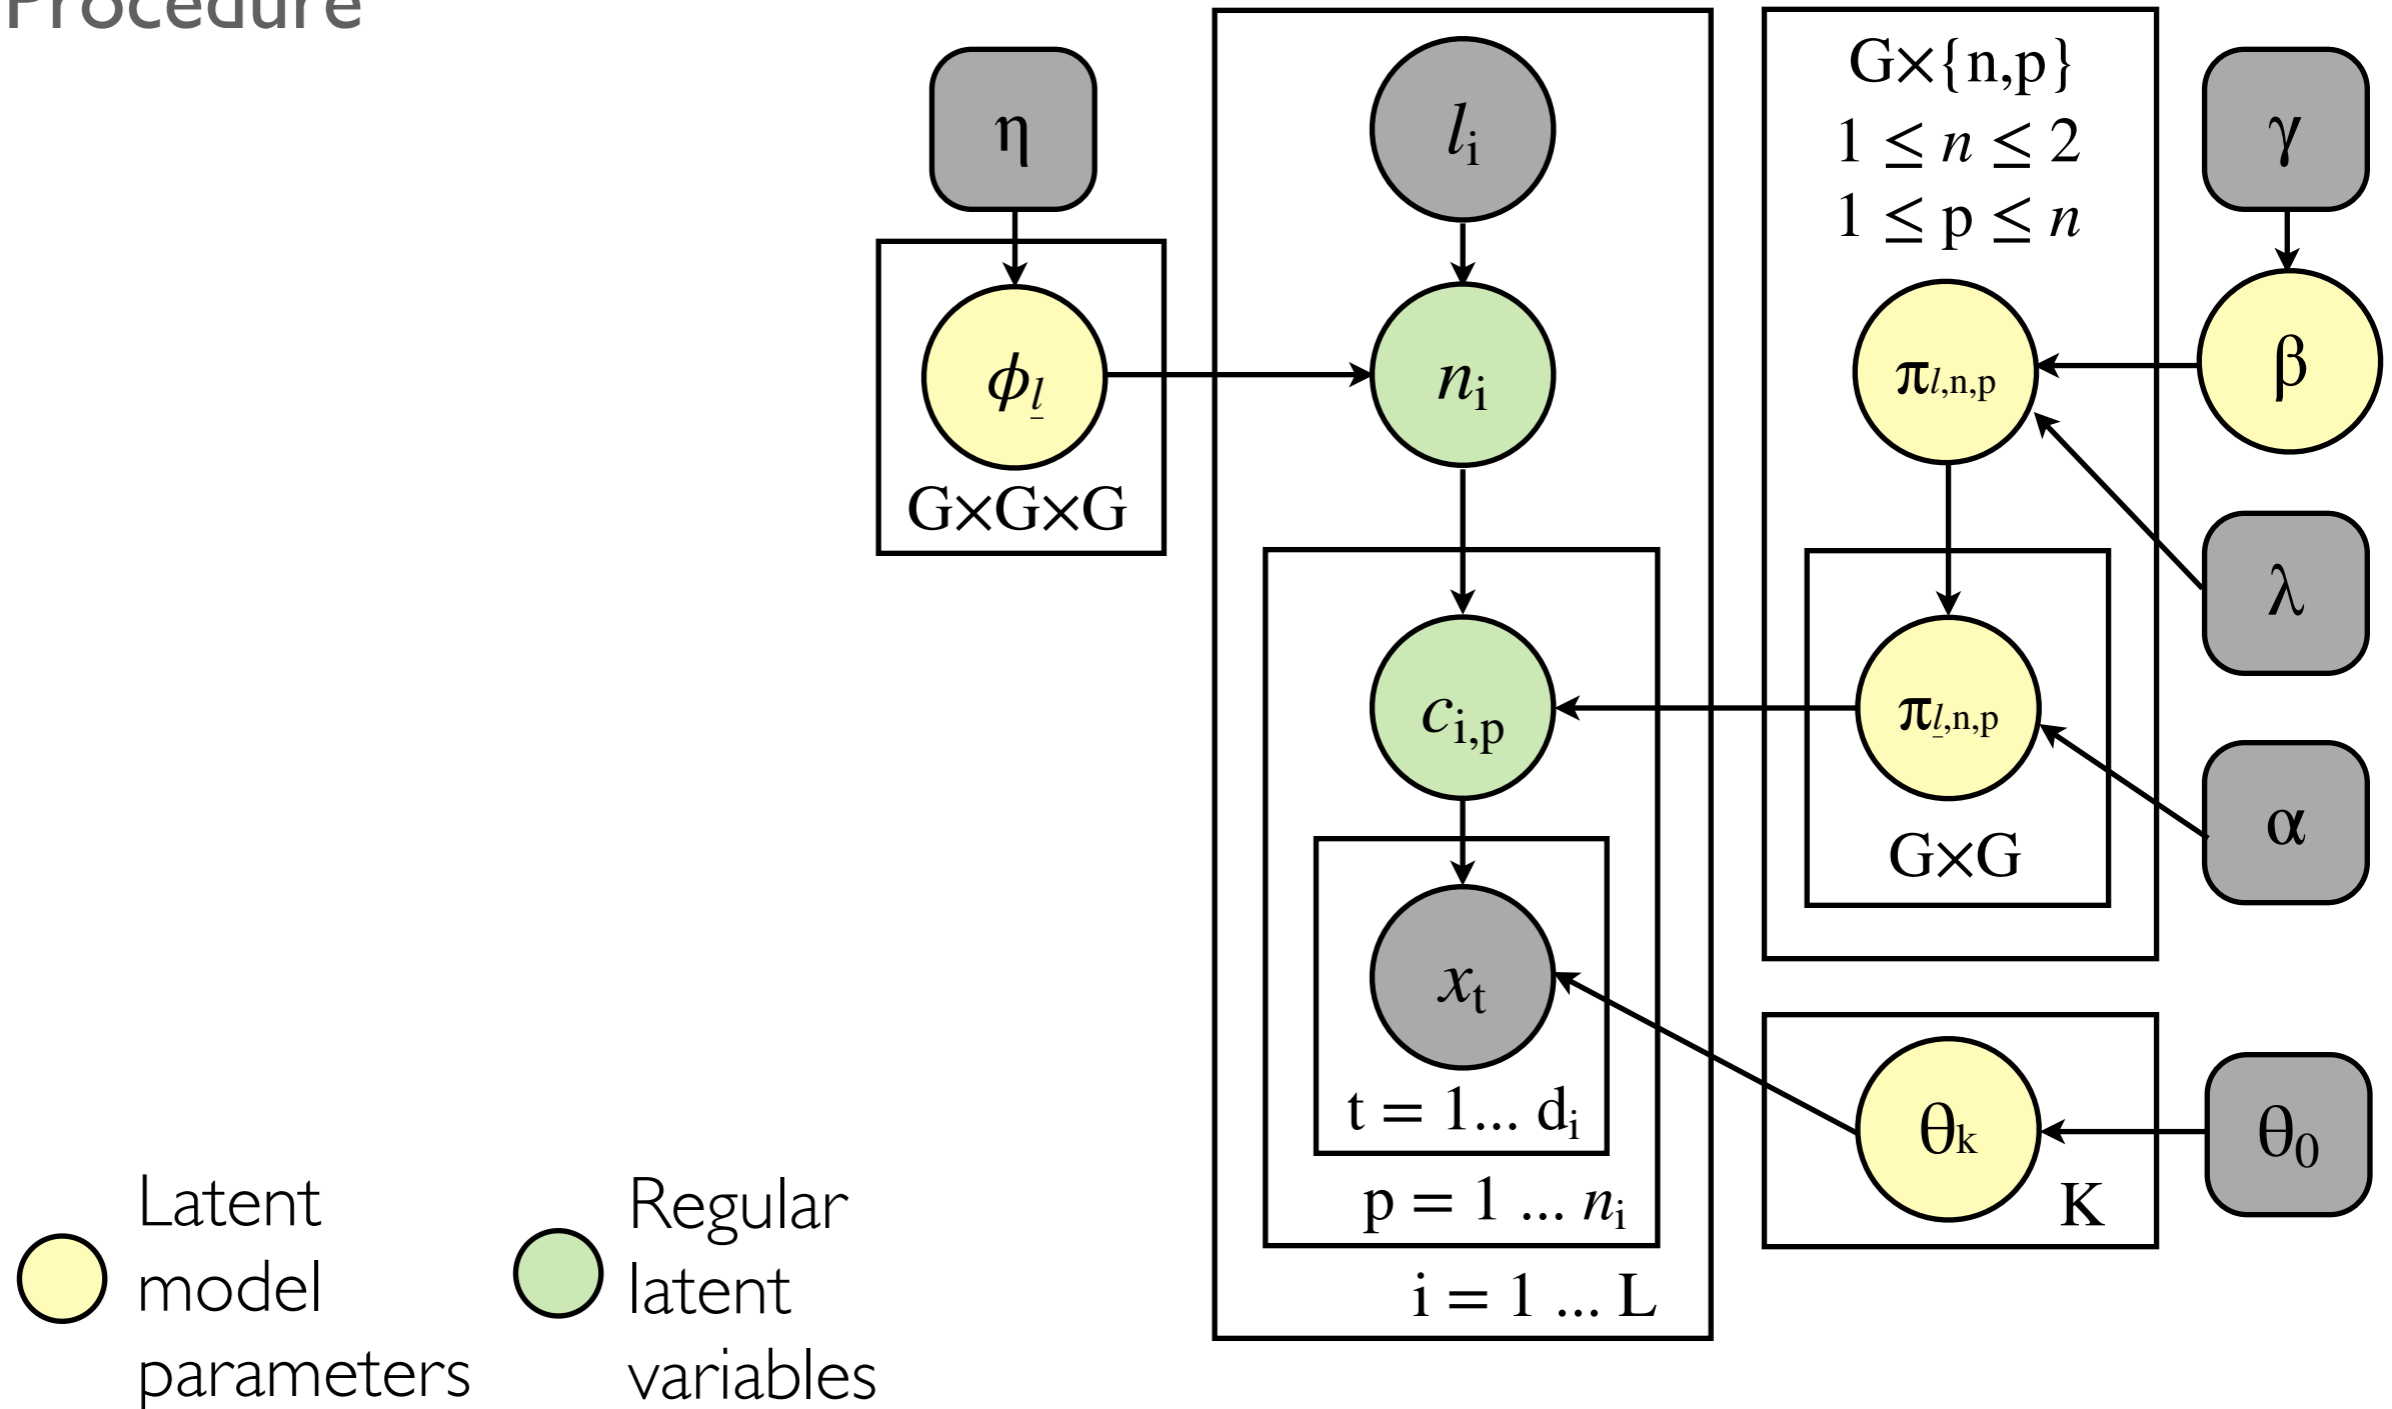 Procedure
η
l_i
G×{n,p}
1 ≤ n ≤ 2
1 ≤ p ≤ n
γ
ϕ_l
n_i
π_l,n,p
β
G×G×G
λ
c_i,p
π_l,n,p
α
G×G
x_t
t = 1... d_i
θ_k
θ_0
K
p = 1 ... n_i
i = 1 ... L
Latent
model
parameters
Regular
latent
variables